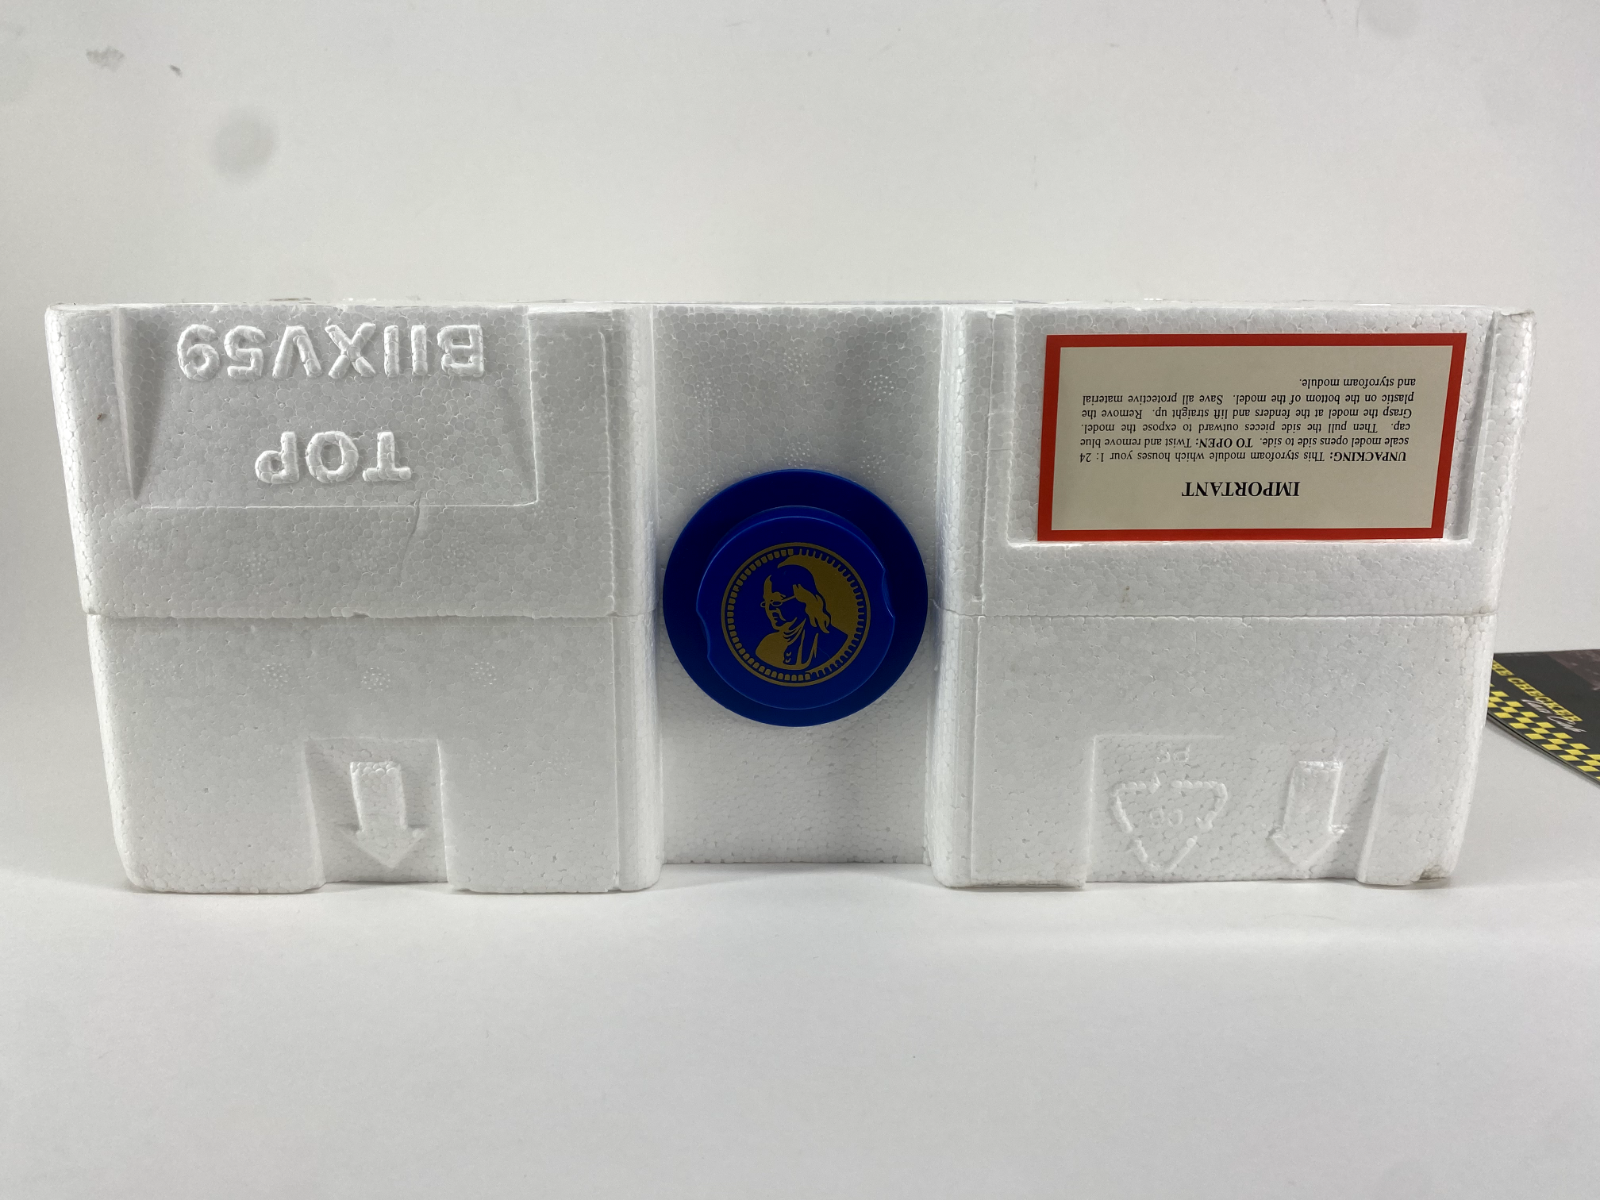 IMPORTANT
UNPACKING: This styrofoam module which houses your 1: 24
scale model opens side to side. TO OPEN: Twist and remove blue
cap. Then pull the side pieces outward to expose the model.
Grasp the model at the fenders and lift straight up. Remove the
plastic on the bottom of the model. Save all protective material
and styrofoam module.
TOP
BIIXV59
PS
CHECKER